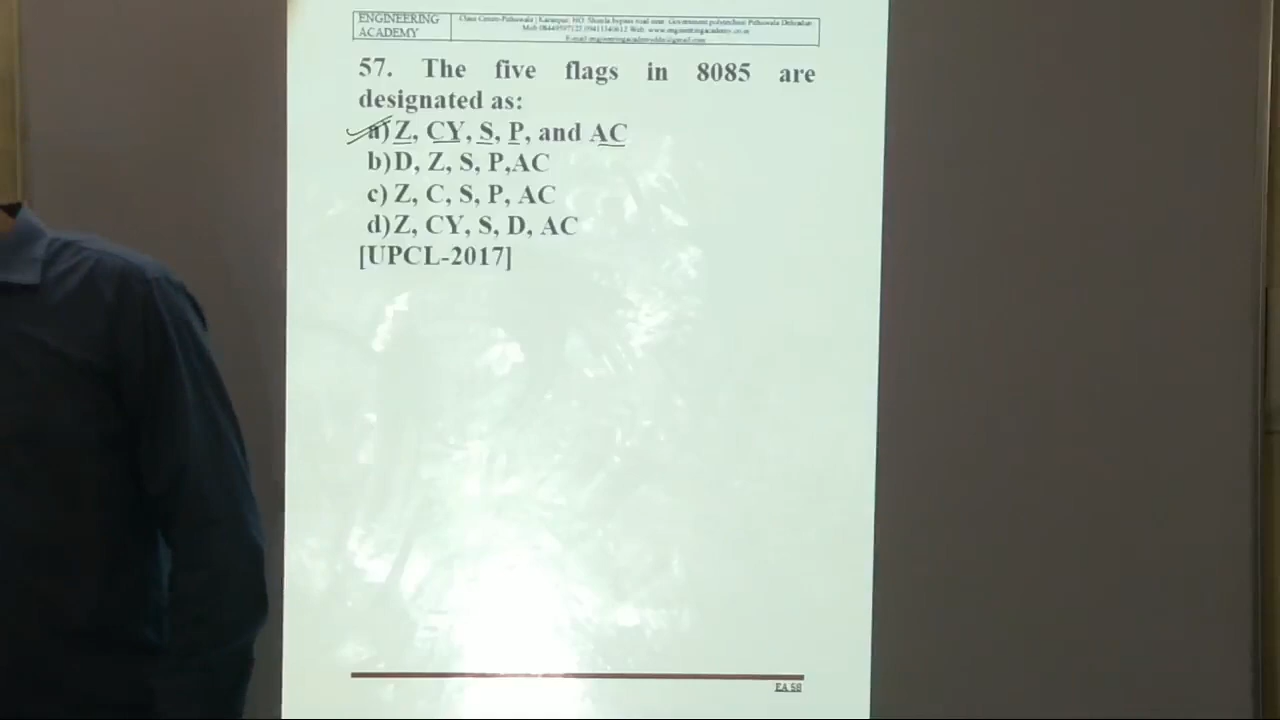 ENGINEERING
ACADEMY
57. The five flags in 8085 are
designated as:
a) Z, CY, S, P, and AC
b) D, Z, S, P,AC
c) Z, C, S, P, AC
d) Z, CY, S, D, AC
[UPCL-2017]
EA 58